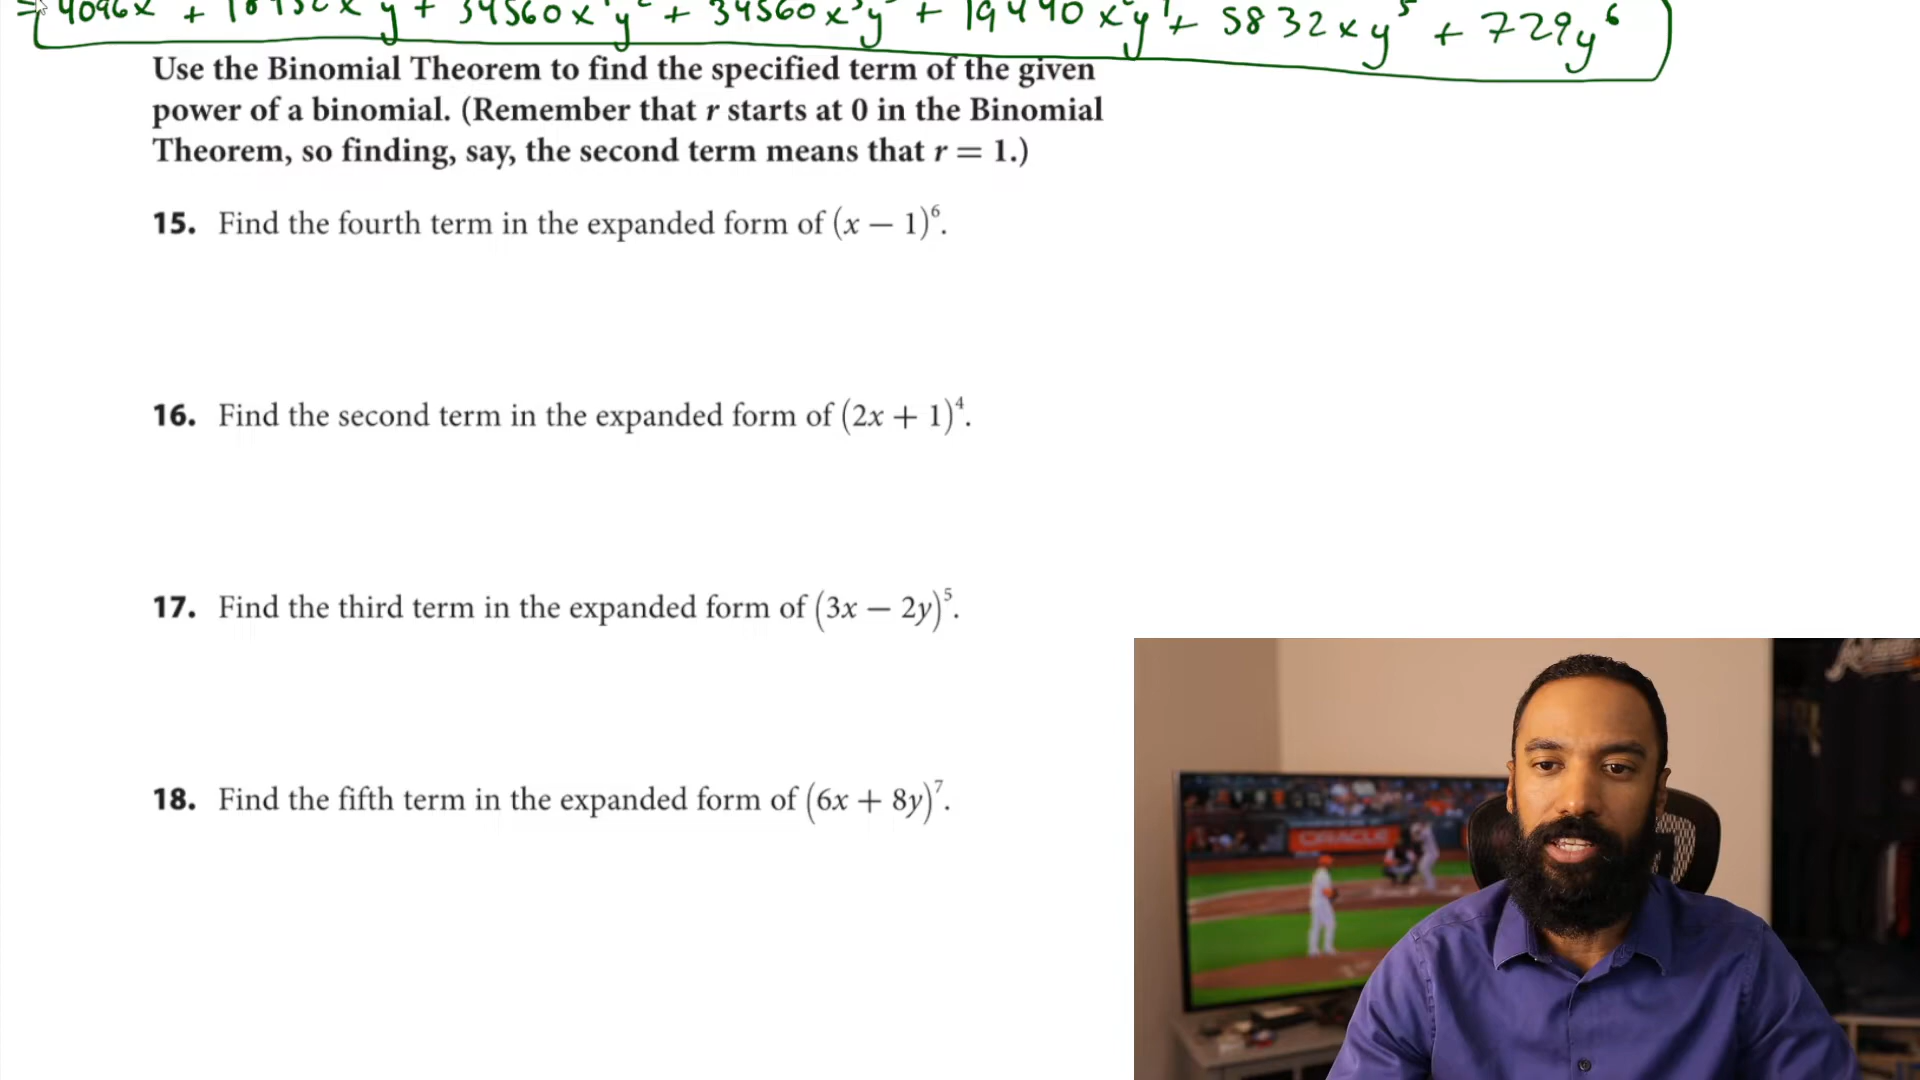 = 4096x + 18432x y + 34560x y + 34560x³y + 19440x y + 5832xy⁵ + 729y⁶
Use the Binomial Theorem to find the specified term of the given
power of a binomial. (Remember that r starts at 0 in the Binomial
Theorem, so finding, say, the second term means that r = 1.)
15. Find the fourth term in the expanded form of (x − 1)⁶.
16. Find the second term in the expanded form of (2x + 1)⁴.
17. Find the third term in the expanded form of (3x − 2y)⁵.
18. Find the fifth term in the expanded form of (6x + 8y)⁷.
ORACLE